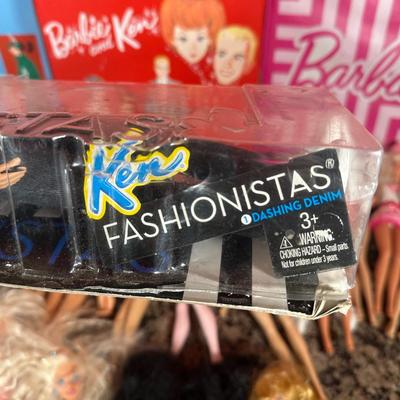 Barbie and Ken
Barbie
Ken
FASHIONISTAS®
1 DASHING DENIM
3+
WARNING:
CHOKING HAZARD - Small parts.
Not for children under 3 years.